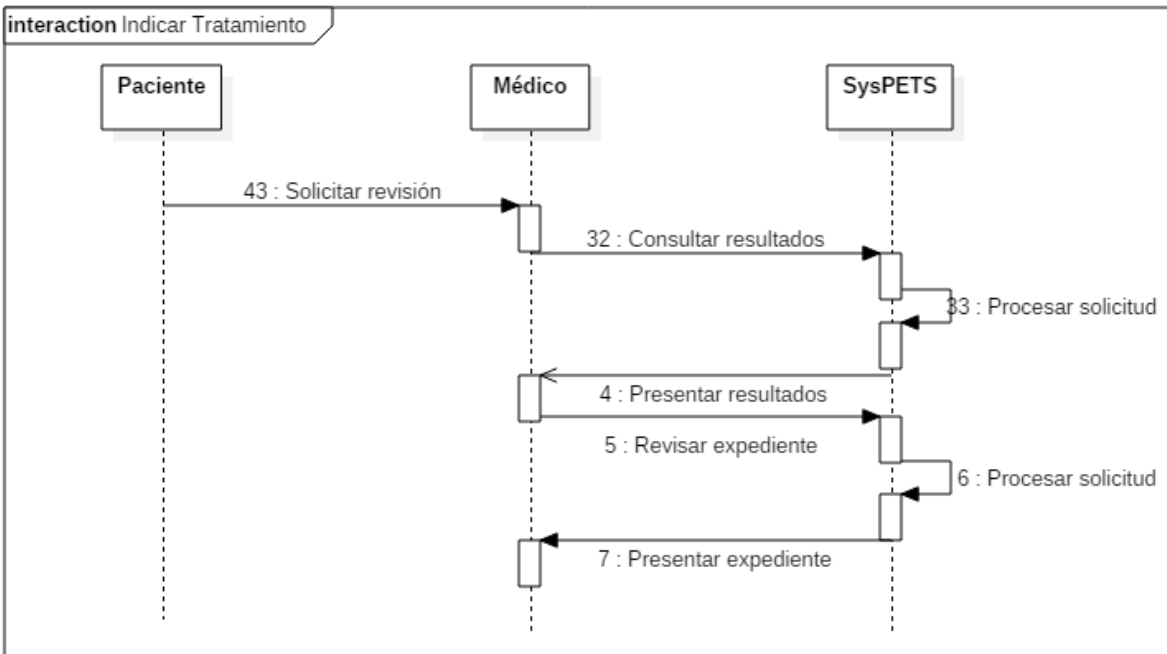 interaction Indicar Tratamiento
Paciente
Médico
SysPETS
43 : Solicitar revisión
32 : Consultar resultados
33 : Procesar solicitud
4 : Presentar resultados
5 : Revisar expediente
6 : Procesar solicitud
7 : Presentar expediente